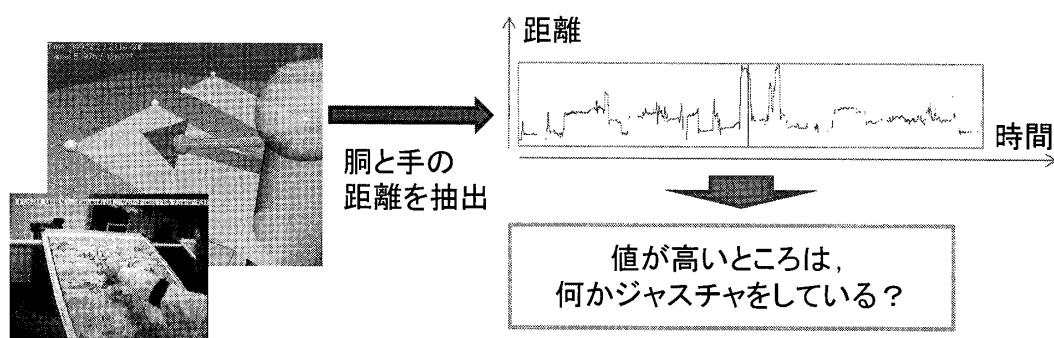 距離
時間
胴と手の
距離を抽出
値が高いところは,
何かジャスチャをしている？